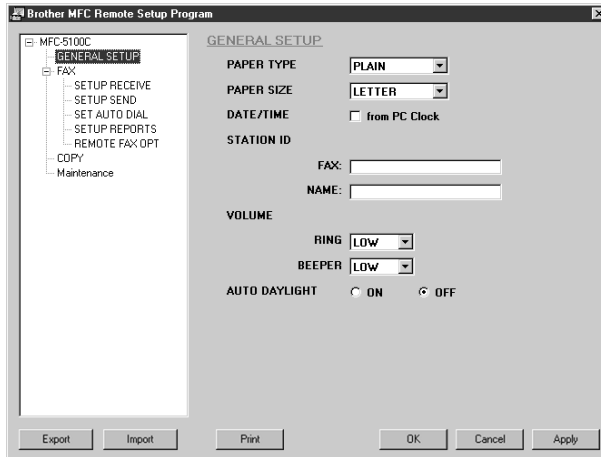 Brother MFC Remote Setup Program
MFC-5100C
GENERAL SETUP
FAX
SETUP RECEIVE
SETUP SEND
SET AUTO DIAL
SETUP REPORTS
REMOTE FAX OPT
COPY
Maintenance
GENERAL SETUP
PAPER TYPE PLAIN
PAPER SIZE LETTER
DATE/TIME from PC Clock
STATION ID
FAX:
NAME:
VOLUME
RING LOW
BEEPER LOW
AUTO DAYLIGHT ON OFF
Export Import Print OK Cancel Apply